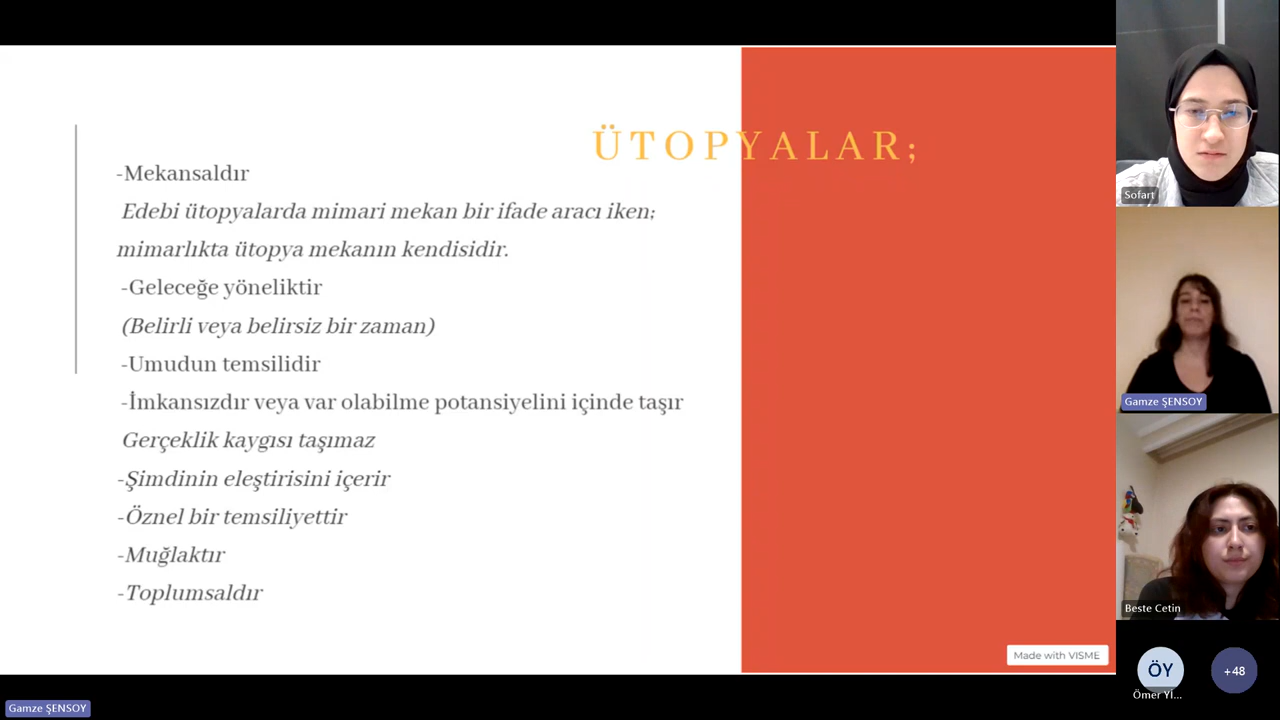 ÜTOPYALAR;
-Mekansaldır
Edebi ütopyalarda mimari mekan bir ifade aracı iken;
mimarlıkta ütopya mekanın kendisidir.
-Geleceğe yöneliktir
(Belirli veya belirsiz bir zaman)
-Umudun temsilidir
-İmkansızdır veya var olabilme potansiyelini içinde taşır
Gerçeklik kaygısı taşımaz
-Şimdinin eleştirisini içerir
-Öznel bir temsiliyettir
-Muğlaktır
-Toplumsaldır
Made with VISME
Gamze ŞENSOY
Sofart
Gamze ŞENSOY
Beste Cetin
ÖY
Ömer Yİ...
+48